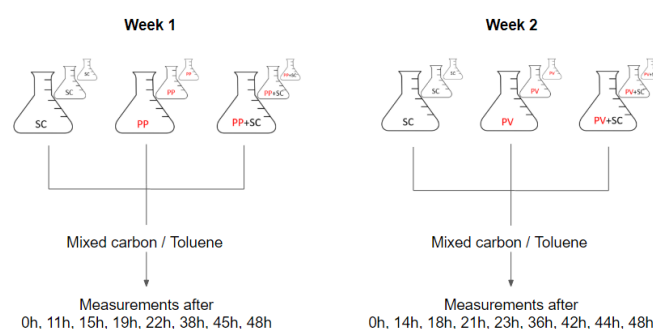 Week 1
SC
SC
SC
PP
PP
PP
PP+SC
PP+SC
PP+SC
Mixed carbon / Toluene
Measurements after
0h, 11h, 15h, 19h, 22h, 38h, 45h, 48h
Week 2
SC
SC
SC
PV
PV
PV
PV+SC
PV+SC
Mixed carbon / Toluene
Measurements after
0h, 14h, 18h, 21h, 23h, 36h, 42h, 44h, 48h